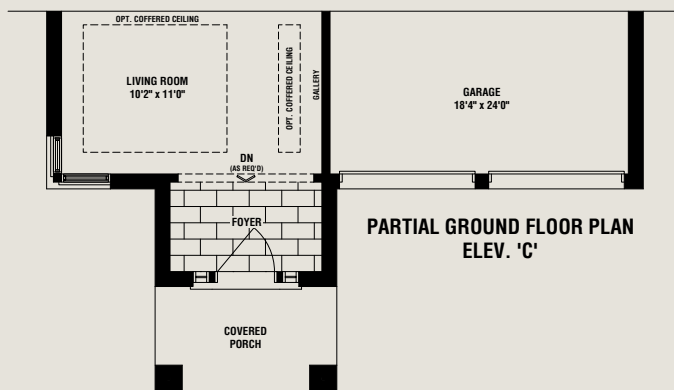 OPT. COFFERED CEILING
LIVING ROOM
10'2" x 11'0"
OPT. COFFERED CEILING
GALLERY
GARAGE
18'4" x 24'0"
DN
(AS REQ'D)
FOYER
PARTIAL GROUND FLOOR PLAN
ELEV. 'C'
COVERED
PORCH